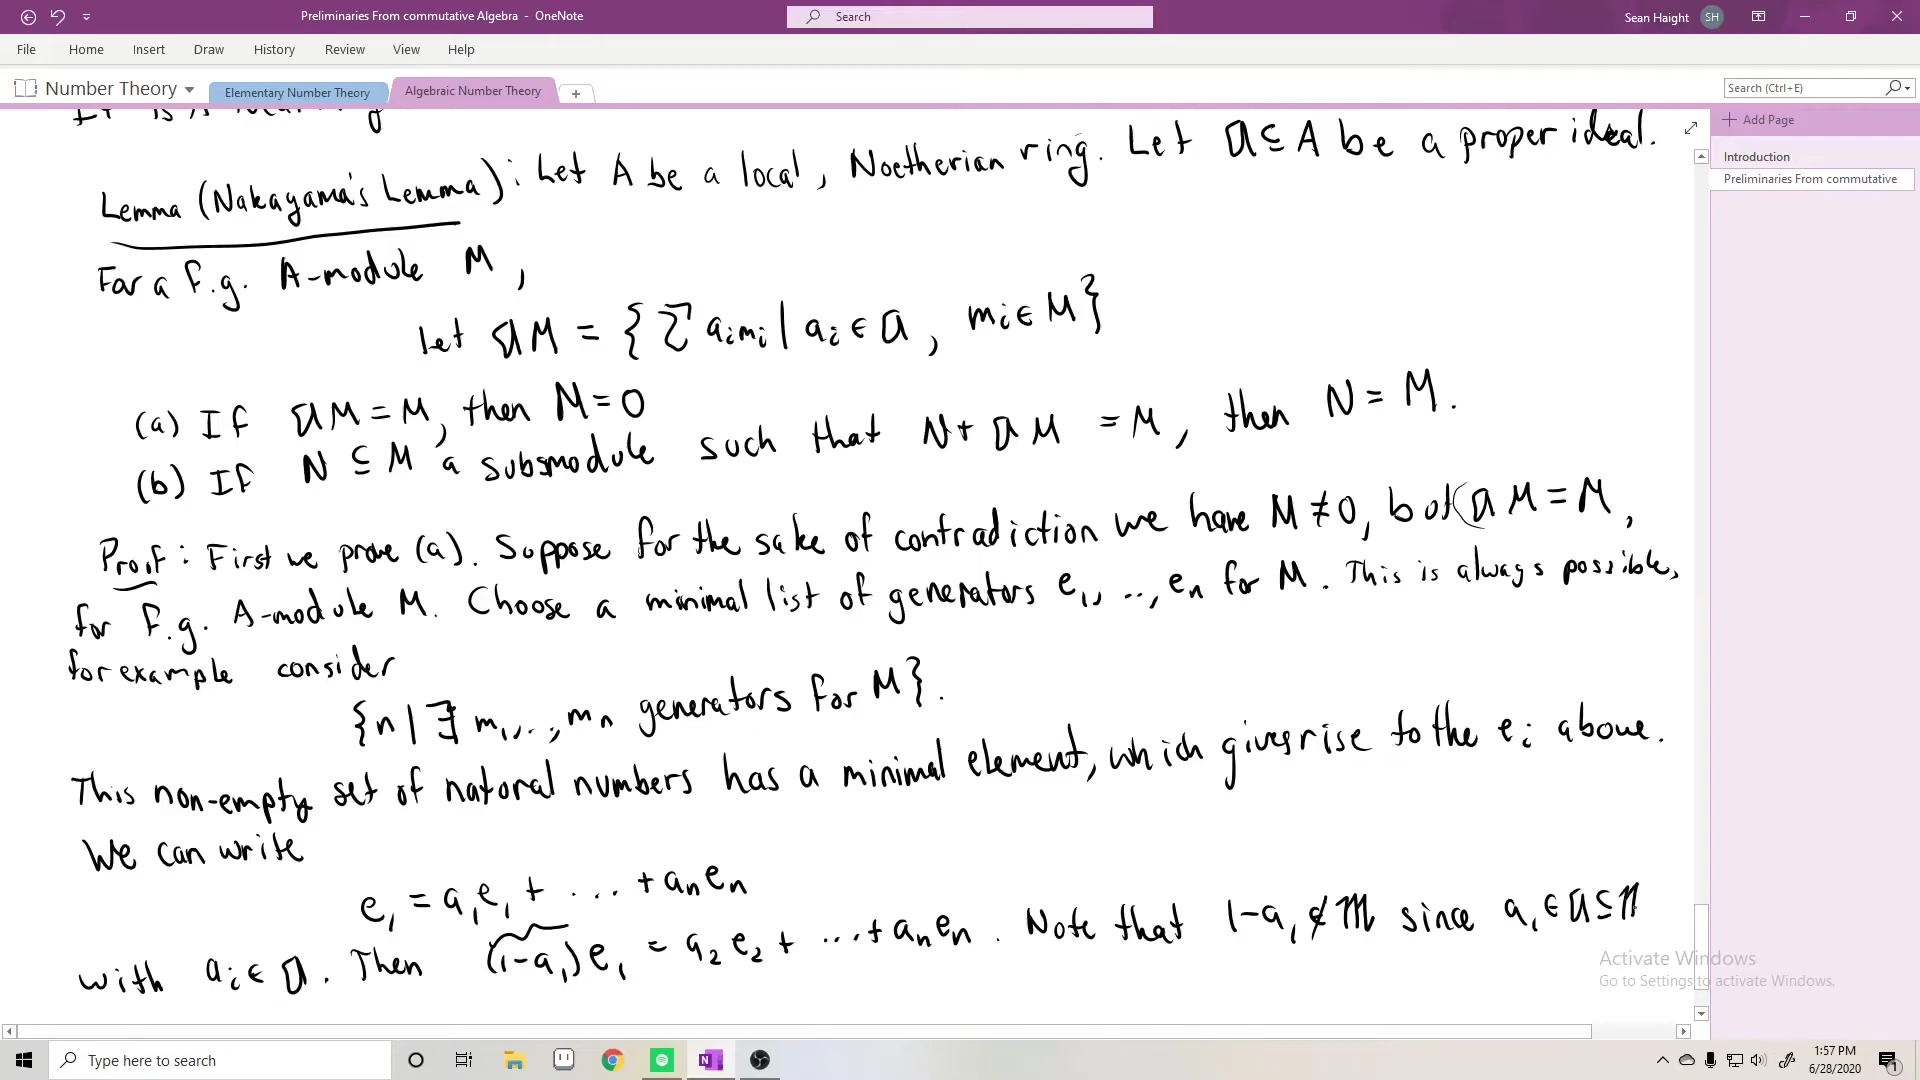 Preliminaries From commutative Algebra - OneNote
Search
Sean Haight SH
File Home Insert Draw History Review View Help
Number Theory
Elementary Number Theory
Algebraic Number Theory
Search (Ctrl+E)
Add Page
Introduction
Preliminaries From commutative
Lemma (Nakayama's Lemma): Let A be a local, Noetherian ring. Let 𝔞 ⊆ A be a proper ideal.
For a f.g. A-module M,
Let 𝔞M = { Σ aᵢmᵢ | aᵢ ∈ 𝔞, mᵢ ∈ M }
(a) If 𝔞M = M, then M = 0
(b) If N ⊆ M a submodule such that N + 𝔞M = M, then N = M.
Proof: First we prove (a). Suppose for the sake of contradiction we have M ≠ 0, but 𝔞M = M,
for f.g. A-module M. Choose a minimal list of generators e₁, .., eₙ for M. This is always possible,
for example consider
{n | ∃ m₁, .., mₙ generators for M}.
This non-empty set of natural numbers has a minimal element, which gives rise to the eᵢ above.
We can write
e₁ = a₁e₁ + ... + aₙeₙ
with aᵢ ∈ 𝔞. Then (1-a₁)e₁ = a₂e₂ + ... + aₙeₙ. Note that 1-a₁ ∉ 𝔪 since a₁ ∈ 𝔞 ⊆ 𝔪
Activate Windows
Go to Settings to activate Windows.
Type here to search
1:57 PM
6/28/2020
1